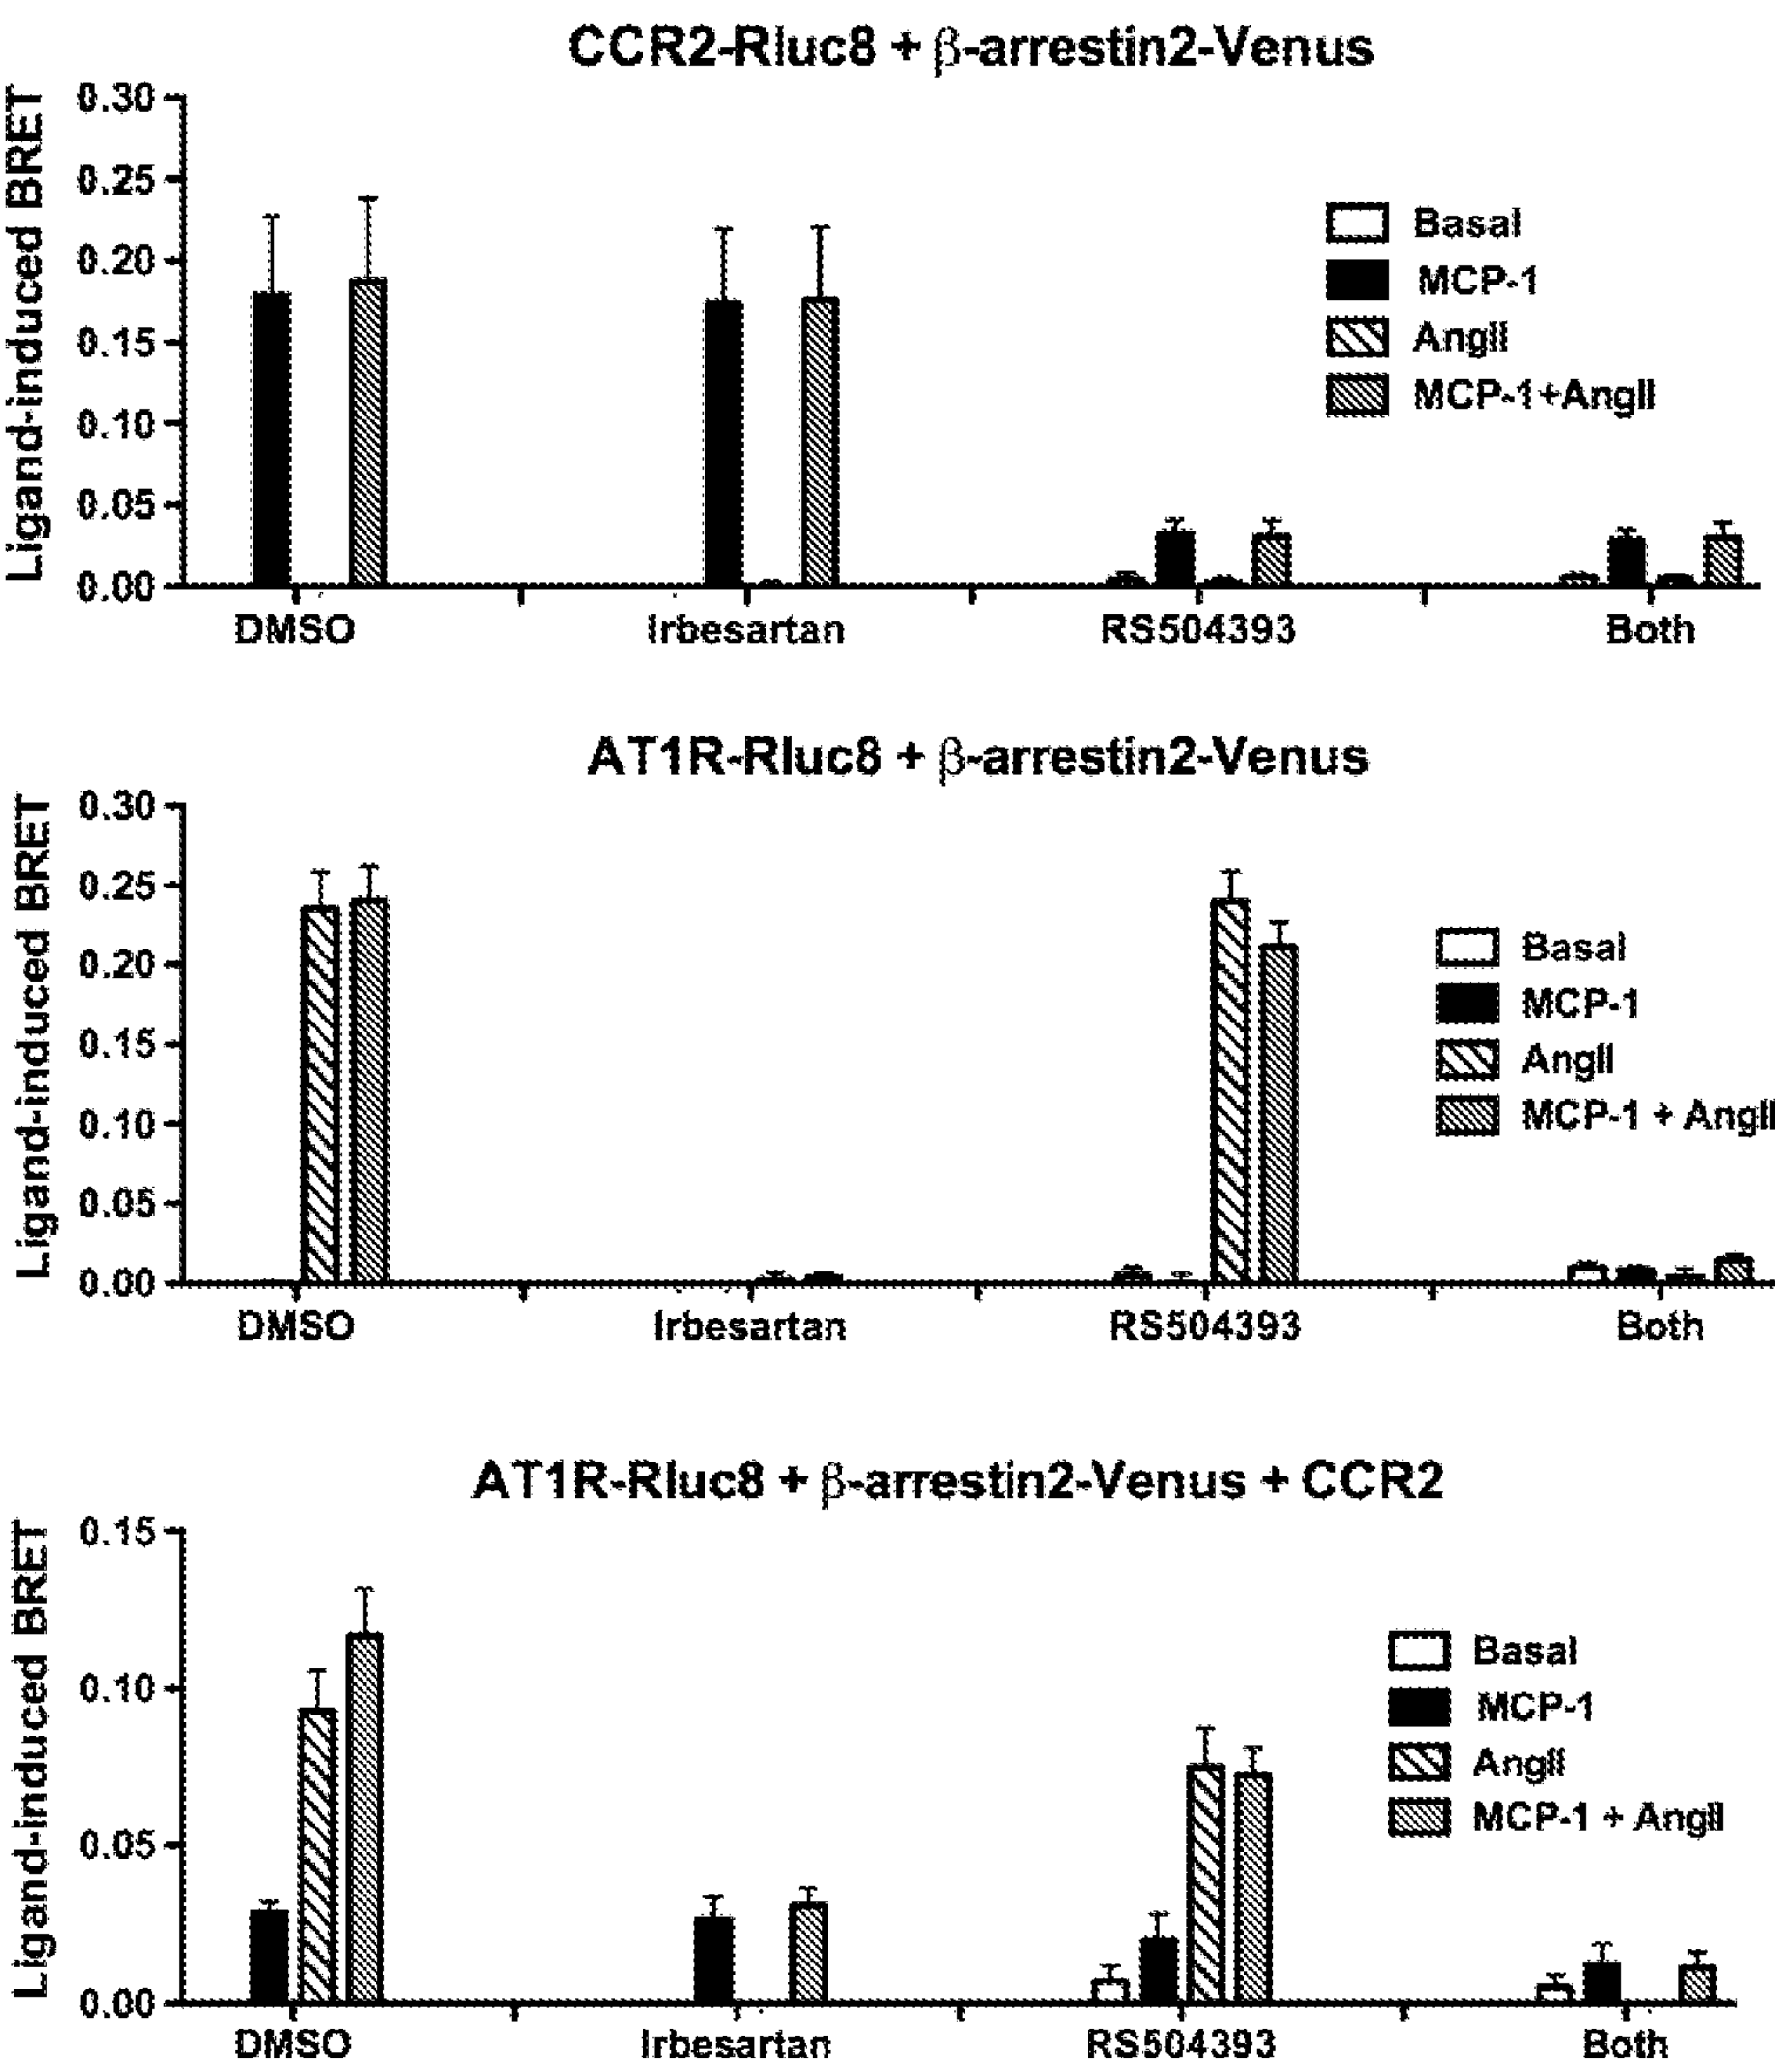 CCR2-Rluc8 + β-arrestin2-Venus
Ligand-induced BRET
0.30
0.25
0.20
0.15
0.10
0.05
0.00
Basal
MCP-1
AngII
MCP-1+AngII
DMSO Irbesartan RS504393 Both
AT1R-Rluc8 + β-arrestin2-Venus
Ligand-induced BRET
0.30
0.25
0.20
0.15
0.10
0.05
0.00
Basal
MCP-1
AngII
MCP-1 + AngII
DMSO Irbesartan RS504393 Both
AT1R-Rluc8 + β-arrestin2-Venus + CCR2
Ligand-induced BRET
0.15
0.10
0.05
0.00
Basal
MCP-1
AngII
MCP-1 + AngII
DMSO Irbesartan RS504393 Both